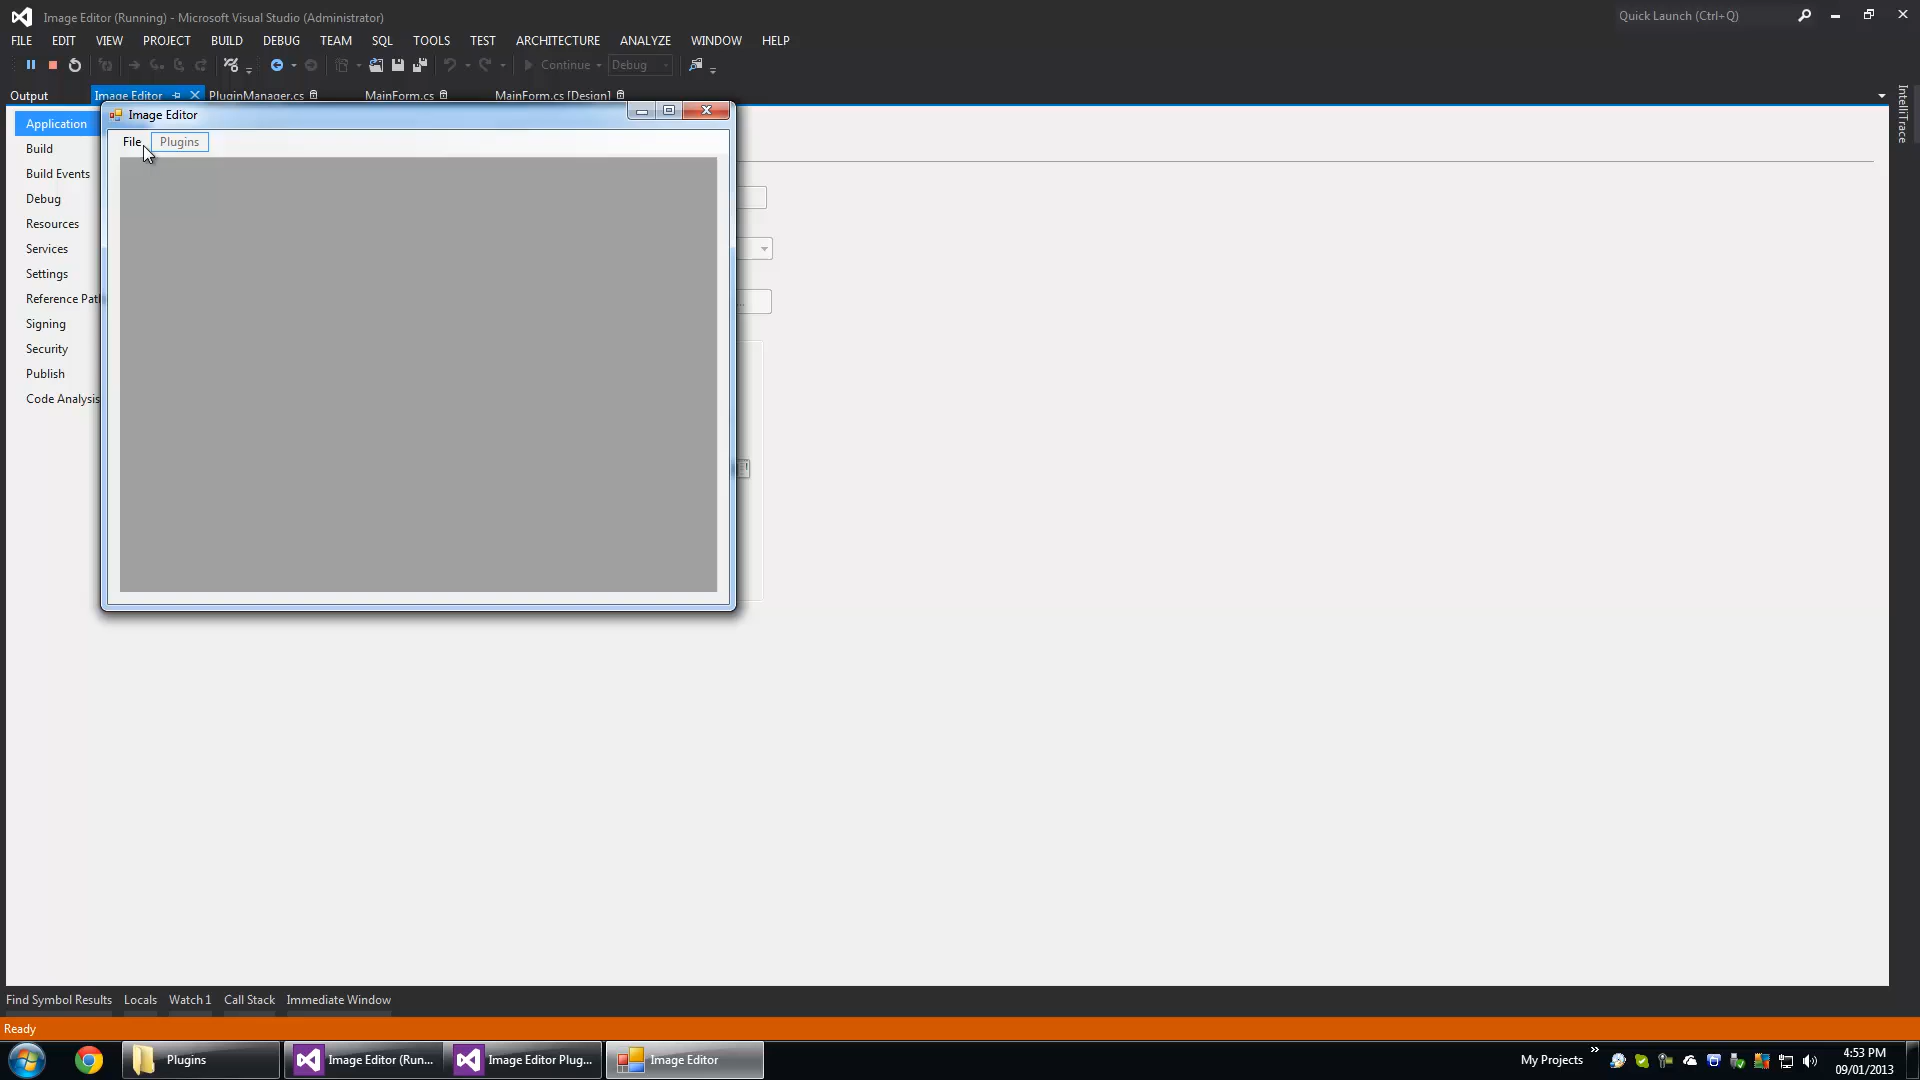 Image Editor (Running) - Microsoft Visual Studio (Administrator)
Quick Launch (Ctrl+Q)
FILE EDIT VIEW PROJECT BUILD DEBUG TEAM SQL TOOLS TEST ARCHITECTURE ANALYZE WINDOW HELP
Continue Debug
Output Image Editor PluginManager.cs MainForm.cs MainForm.cs [Design]
IntelliTrace
Image Editor
File Plugins
Application
Build
Build Events
Debug
Resources
Services
Settings
Reference Pat
Signing
Security
Publish
Code Analysis
...
Find Symbol Results Locals Watch 1 Call Stack Immediate Window
Ready
Plugins
Image Editor (Run...
Image Editor Plug...
Image Editor
My Projects
4:53 PM
09/01/2013